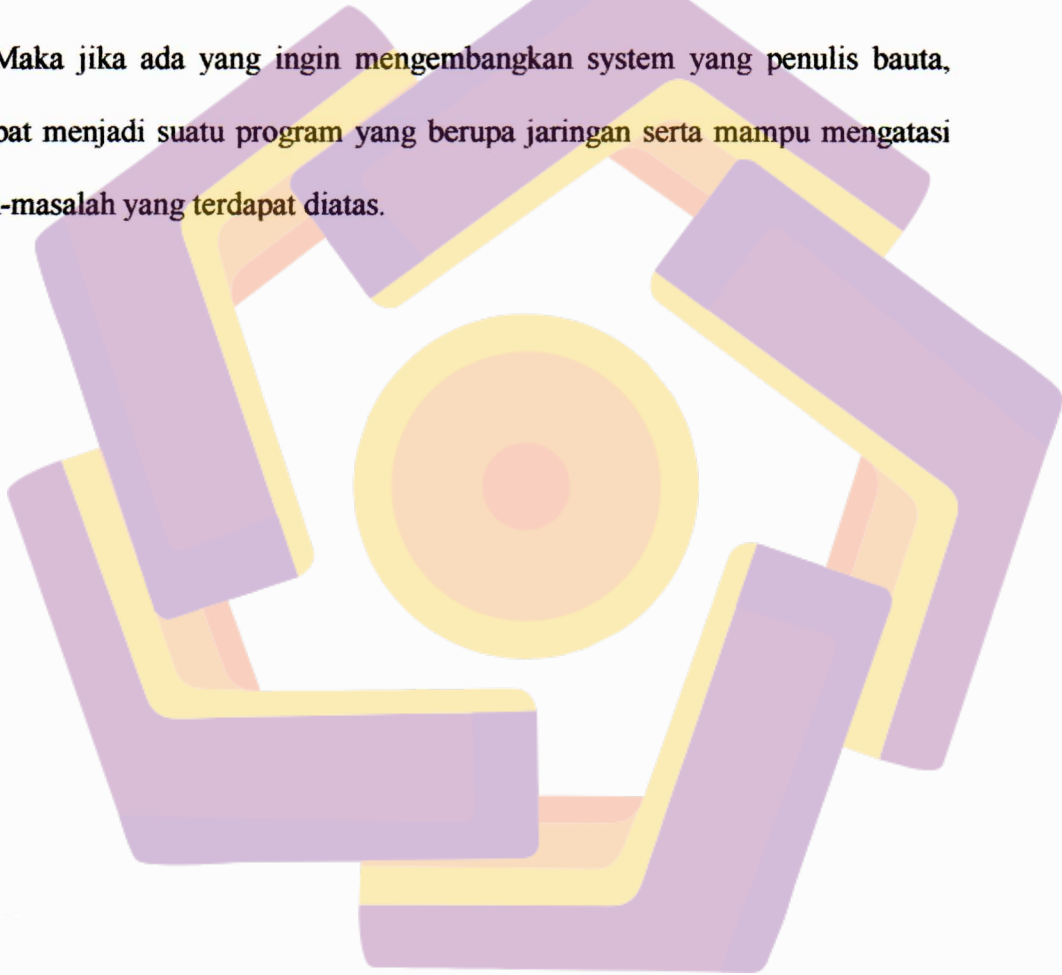 Maka jika ada yang ingin mengembangkan system yang penulis bauta,
pat menjadi suatu program yang berupa jaringan serta mampu mengatasi
-masalah yang terdapat diatas.